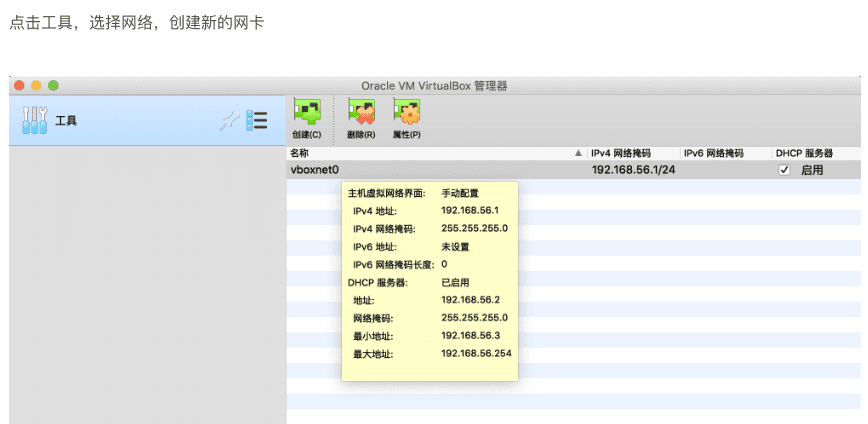 点击工具，选择网络，创建新的网卡
Oracle VM VirtualBox 管理器
工具
创建(C) 删除(R) 属性(P)
名称 IPv4 网络掩码 IPv6 网络掩码 DHCP 服务器
vboxnet0 192.168.56.1/24 启用
主机虚拟网络界面: 手动配置
IPv4 地址: 192.168.56.1
IPv4 网络掩码: 255.255.255.0
IPv6 地址: 未设置
IPv6 网络掩码长度: 0
DHCP 服务器: 已启用
地址: 192.168.56.2
网络掩码: 255.255.255.0
最小地址: 192.168.56.3
最大地址: 192.168.56.254